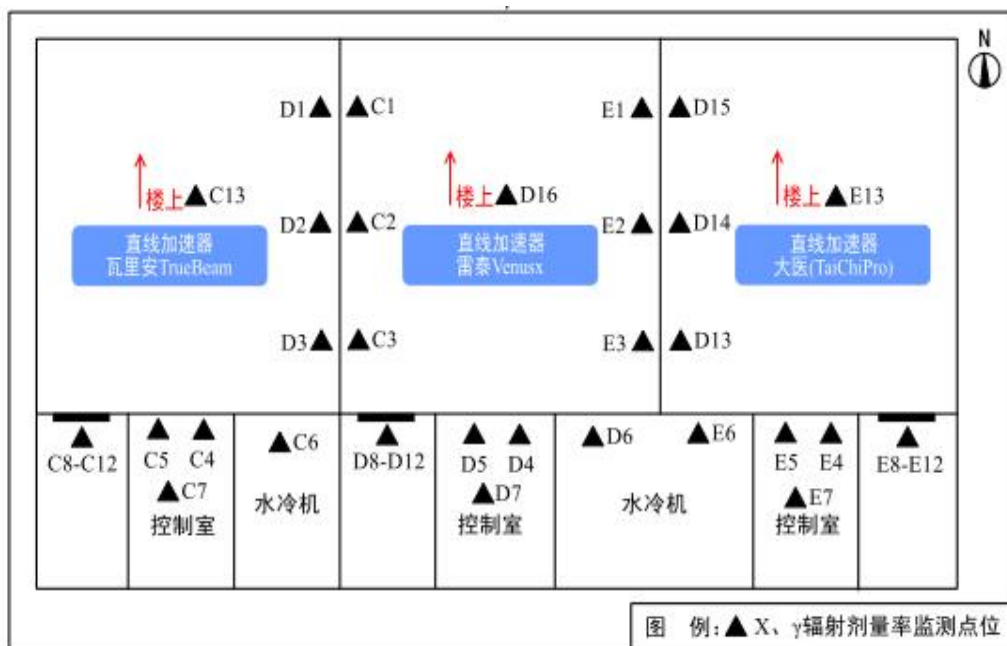 N
D1 C1 E1 D15
楼上 C13 楼上 D16 楼上 E13
D2 C2 E2 D14
直线加速器
瓦里安TrueBeam
直线加速器
雷泰Venusx
直线加速器
大医(TaiChiPro)
D3 C3 E3 D13
C8-C12 C5 C4 C6 D8-D12 D5 D4 D6 E6 E5 E4 E8-E12
C7 D7 E7
控制室 水冷机 控制室 水冷机 控制室
图 例: X、γ辐射剂量率监测点位